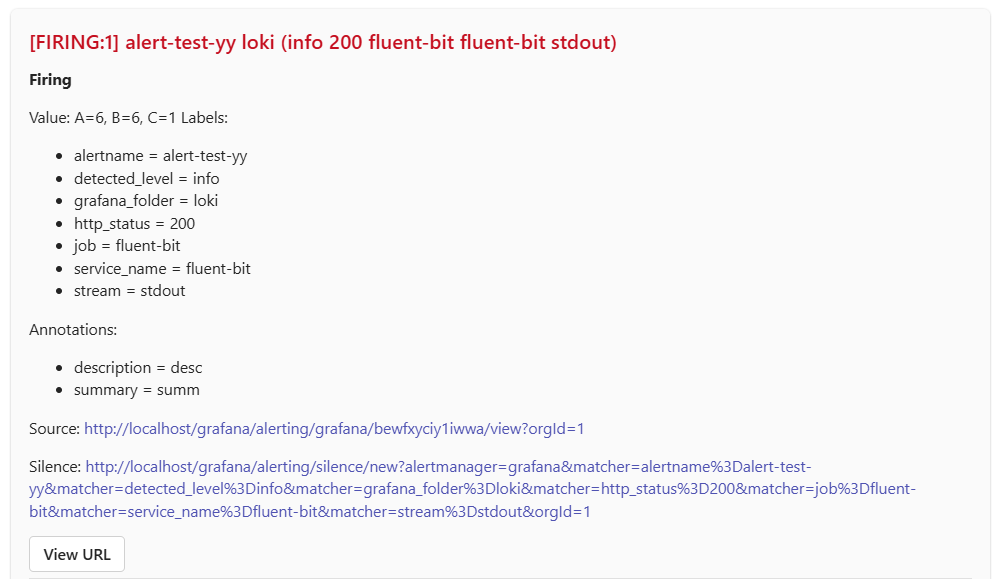 [FIRING:1] alert-test-yy loki (info 200 fluent-bit fluent-bit stdout)
Firing
Value: A=6, B=6, C=1 Labels:
• alertname = alert-test-yy
• detected_level = info
• grafana_folder = loki
• http_status = 200
• job = fluent-bit
• service_name = fluent-bit
• stream = stdout
Annotations:
• description = desc
• summary = summ
Source: http://localhost/grafana/alerting/grafana/bewfxyciy1iwwa/view?orgId=1
Silence: http://localhost/grafana/alerting/silence/new?alertmanager=grafana&matcher=alertname%3Dalert-test-
yy&matcher=detected_level%3Dinfo&matcher=grafana_folder%3Dloki&matcher=http_status%3D200&matcher=job%3Dfluent-
bit&matcher=service_name%3Dfluent-bit&matcher=stream%3Dstdout&orgId=1
View URL